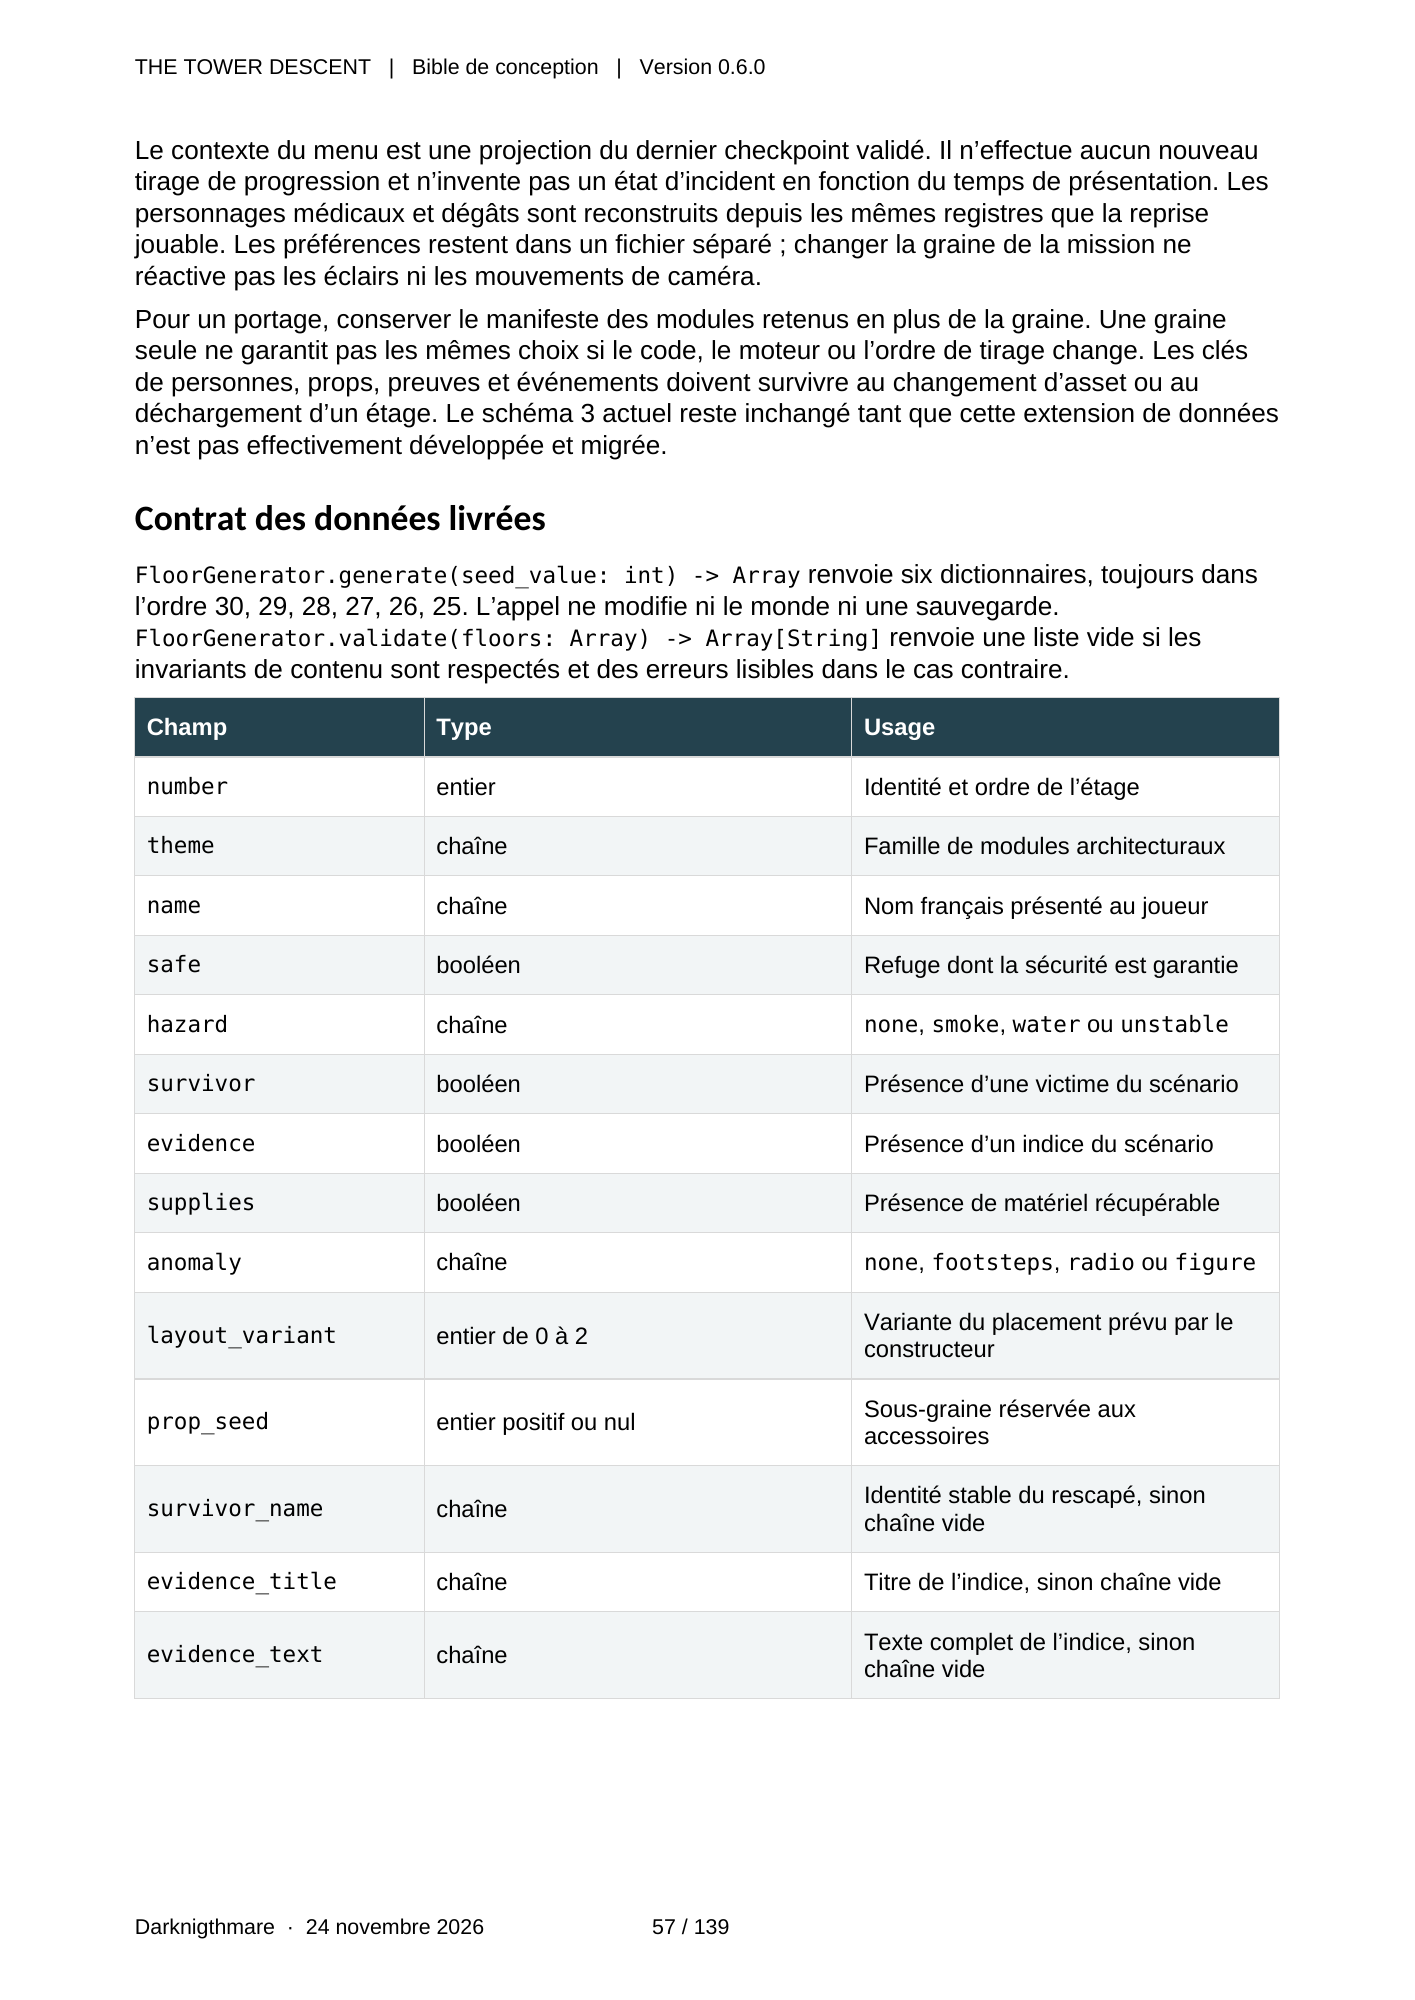 THE TOWER DESCENT | Bible de conception | Version 0.6.0
Le contexte du menu est une projection du dernier checkpoint validé. Il n’effectue aucun nouveau
tirage de progression et n’invente pas un état d’incident en fonction du temps de présentation. Les
personnages médicaux et dégâts sont reconstruits depuis les mêmes registres que la reprise
jouable. Les préférences restent dans un fichier séparé ; changer la graine de la mission ne
réactive pas les éclairs ni les mouvements de caméra.
Pour un portage, conserver le manifeste des modules retenus en plus de la graine. Une graine
seule ne garantit pas les mêmes choix si le code, le moteur ou l’ordre de tirage change. Les clés
de personnes, props, preuves et événements doivent survivre au changement d’asset ou au
déchargement d’un étage. Le schéma 3 actuel reste inchangé tant que cette extension de données
n’est pas effectivement développée et migrée.
Contrat des données livrées
FloorGenerator.generate(seed_value: int) -> Array renvoie six dictionnaires, toujours dans
l’ordre 30, 29, 28, 27, 26, 25. L’appel ne modifie ni le monde ni une sauvegarde.
FloorGenerator.validate(floors: Array) -> Array[String] renvoie une liste vide si les
invariants de contenu sont respectés et des erreurs lisibles dans le cas contraire.
Champ Type Usage
number entier Identité et ordre de l’étage
theme chaîne Famille de modules architecturaux
name chaîne Nom français présenté au joueur
safe booléen Refuge dont la sécurité est garantie
hazard chaîne none, smoke, water ou unstable
survivor booléen Présence d’une victime du scénario
evidence booléen Présence d’un indice du scénario
supplies booléen Présence de matériel récupérable
anomaly chaîne none, footsteps, radio ou figure
layout_variant entier de 0 à 2 Variante du placement prévu par le
constructeur
prop_seed entier positif ou nul Sous-graine réservée aux
accessoires
survivor_name chaîne Identité stable du rescapé, sinon
chaîne vide
evidence_title chaîne Titre de l’indice, sinon chaîne vide
evidence_text chaîne Texte complet de l’indice, sinon
chaîne vide
Darknigthmare · 24 novembre 2026 57 / 139